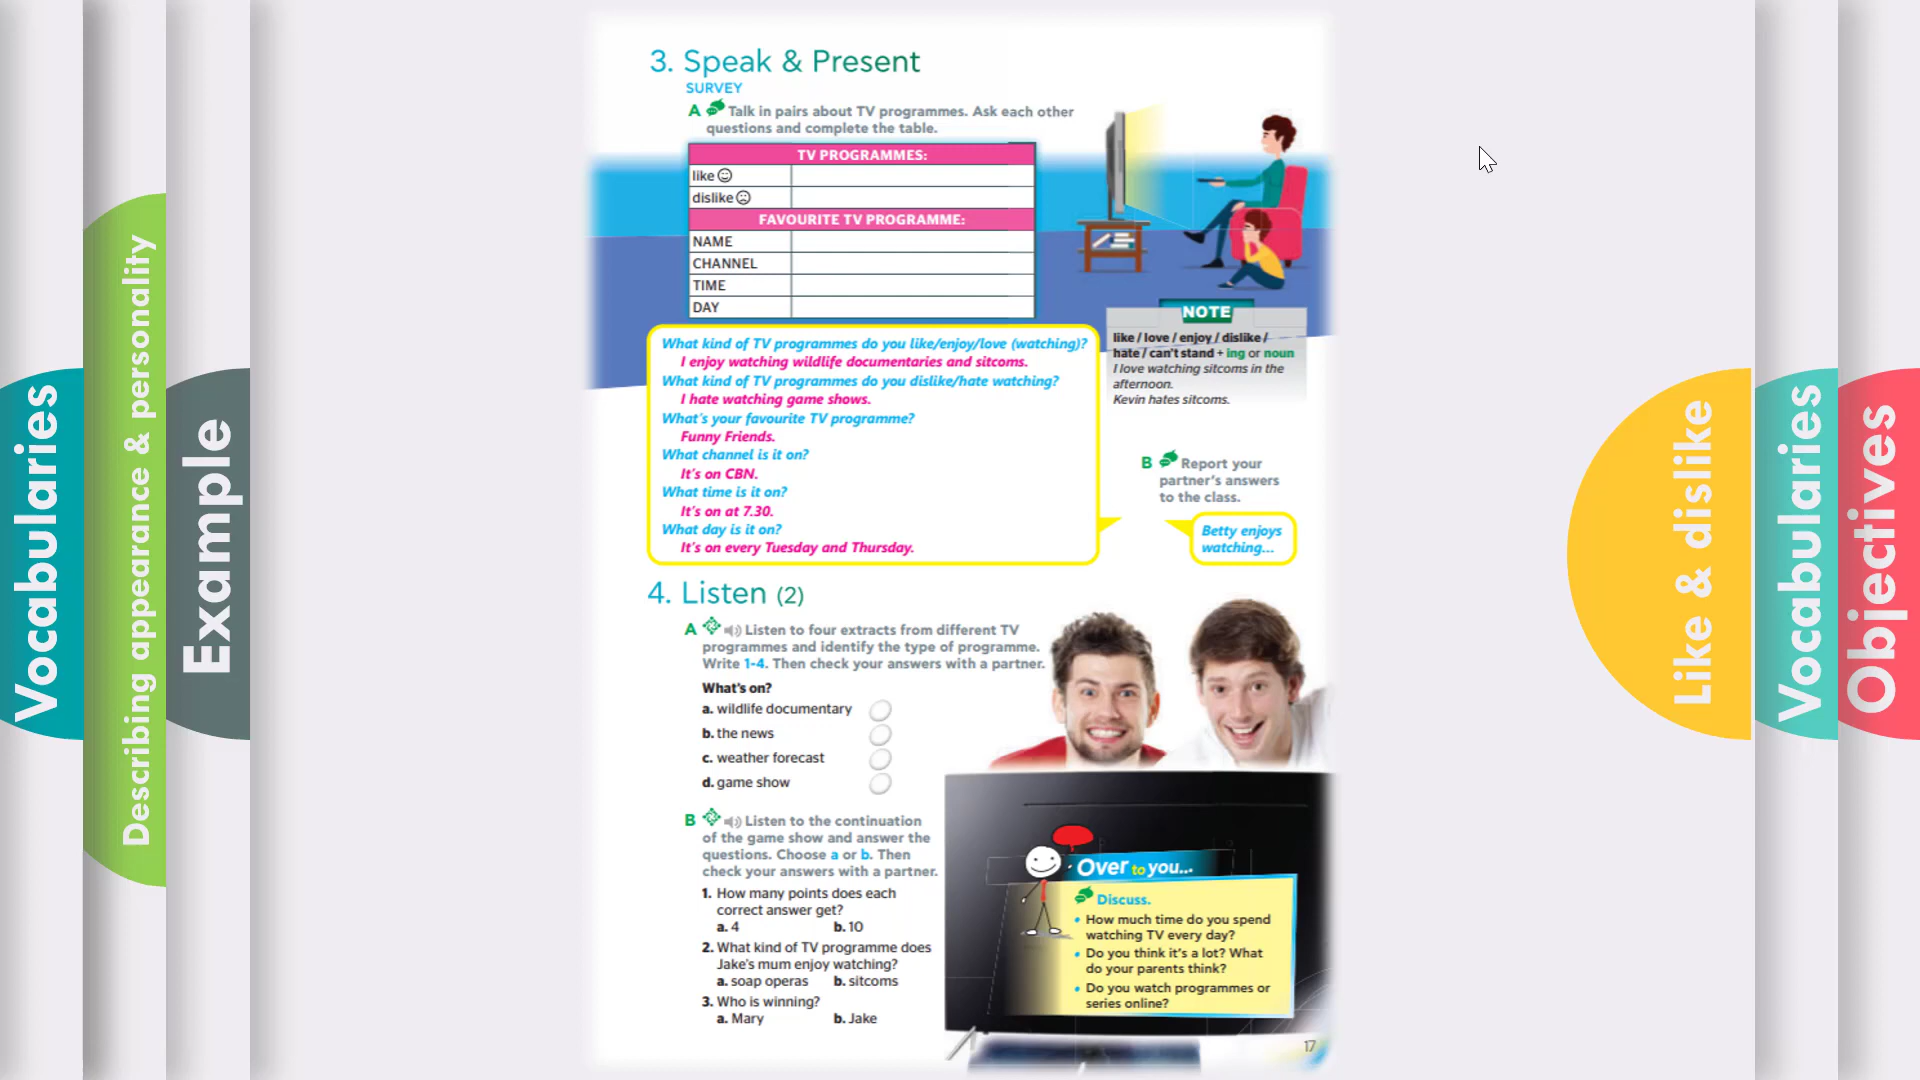 Vocabularies
Describing appearance & personality
Example
3. Speak & Present
SURVEY
A Talk in pairs about TV programmes. Ask each other
questions and complete the table.
TV PROGRAMMES:
like
dislike
FAVOURITE TV PROGRAMME:
NAME
CHANNEL
TIME
DAY
What kind of TV programmes do you like/enjoy/love (watching)?
I enjoy watching wildlife documentaries and sitcoms.
What kind of TV programmes do you dislike/hate watching?
I hate watching game shows.
What's your favourite TV programme?
Funny Friends.
What channel is it on?
It's on CBN.
What time is it on?
It's on at 7.30.
What day is it on?
It's on every Tuesday and Thursday.
NOTE
like / love / enjoy / dislike /
hate / can't stand + ing or noun
I love watching sitcoms in the
afternoon.
Kevin hates sitcoms.
B Report your
partner's answers
to the class.
Betty enjoys
watching...
4. Listen (2)
A Listen to four extracts from different TV
programmes and identify the type of programme.
Write 1-4. Then check your answers with a partner.
What's on?
a. wildlife documentary
b. the news
c. weather forecast
d. game show
B Listen to the continuation
of the game show and answer the
questions. Choose a or b. Then
check your answers with a partner.
1. How many points does each
correct answer get?
a. 4 b. 10
2. What kind of TV programme does
Jake's mum enjoy watching?
a. soap operas b. sitcoms
3. Who is winning?
a. Mary b. Jake
Over to you...
Discuss.
• How much time do you spend
watching TV every day?
• Do you think it's a lot? What
do your parents think?
• Do you watch programmes or
series online?
17
Like & dislike
Vocabularies
Objectives